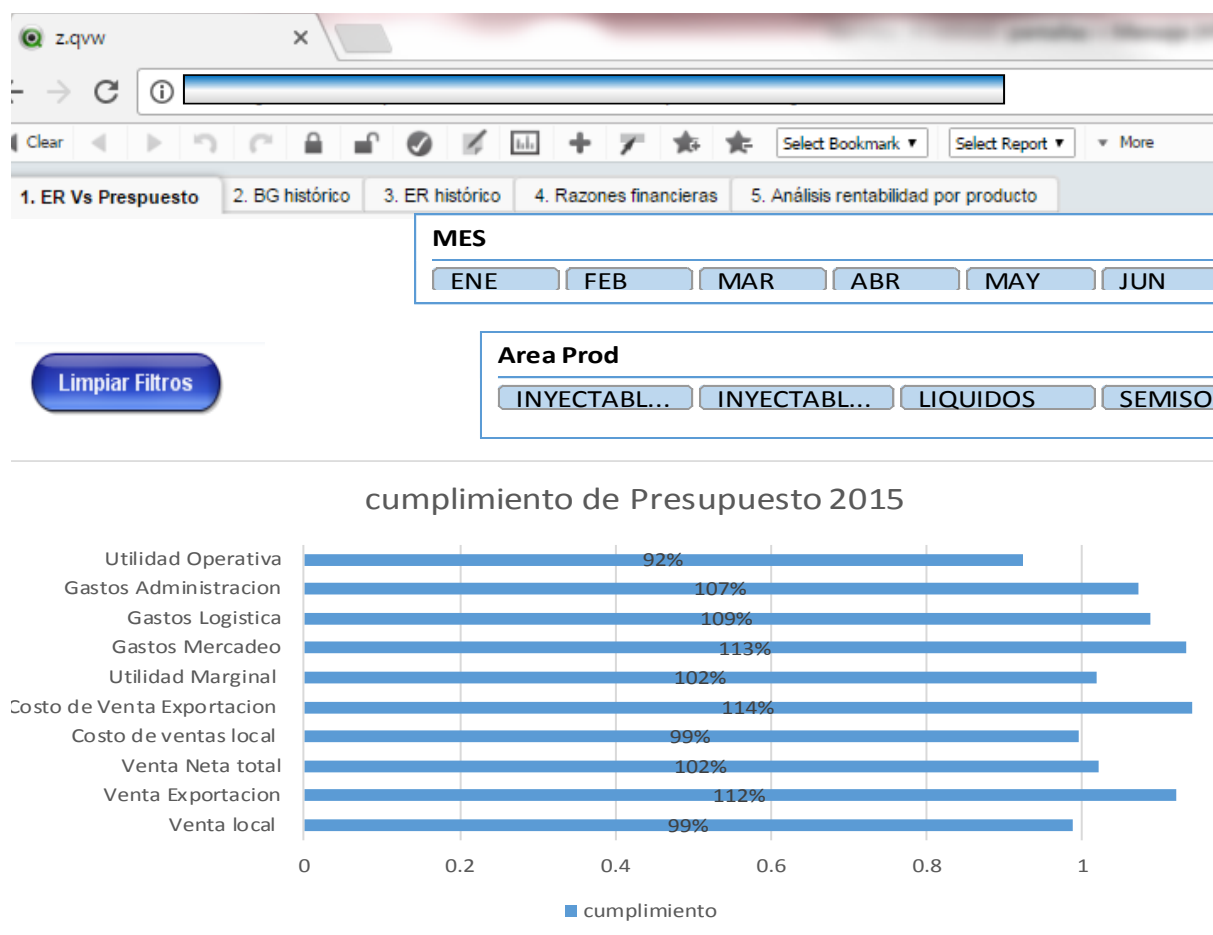 z.qvw
Clear Select Bookmark ▼ Select Report ▼ More
1. ER Vs Prespuesto 2. BG histórico 3. ER histórico 4. Razones financieras 5. Análisis rentabilidad por producto
MES
ENE FEB MAR ABR MAY JUN
Area Prod
Limpiar Filtros
INYECTABL... INYECTABL... LIQUIDOS SEMISO
cumplimiento de Presupuesto 2015
Utilidad Operativa 92%
Gastos Administracion 107%
Gastos Logistica 109%
Gastos Mercadeo 113%
Utilidad Marginal 102%
Costo de Venta Exportacion 114%
Costo de ventas local 99%
Venta Neta total 102%
Venta Exportacion 112%
Venta local 99%
0 0.2 0.4 0.6 0.8 1
cumplimiento